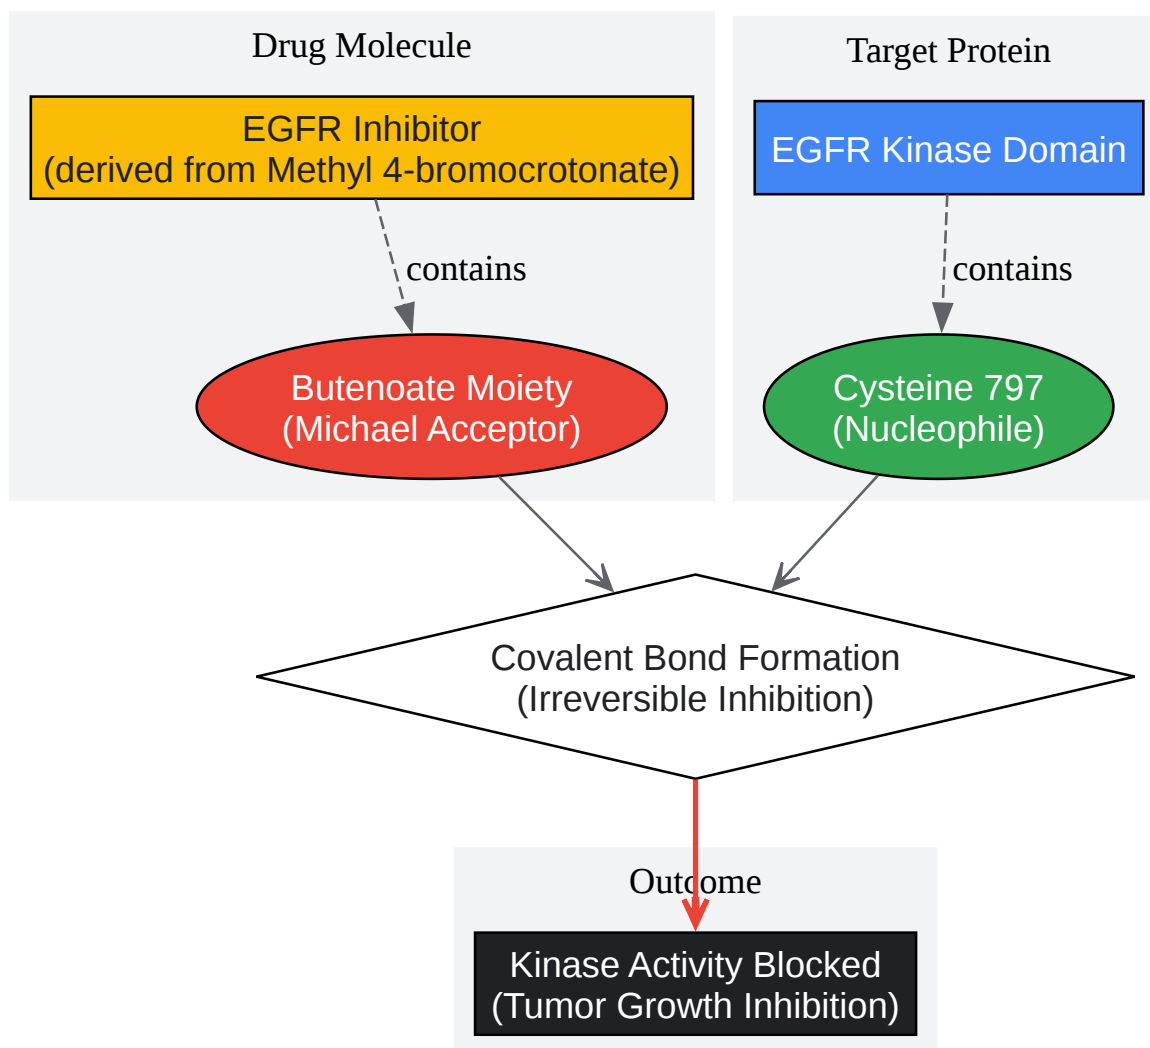 Drug Molecule
EGFR Inhibitor
(derived from Methyl 4-bromocrotonate)
contains
Butenoate Moiety
(Michael Acceptor)
Target Protein
EGFR Kinase Domain
contains
Cysteine 797
(Nucleophile)
Covalent Bond Formation
(Irreversible Inhibition)
Outcome
Kinase Activity Blocked
(Tumor Growth Inhibition)